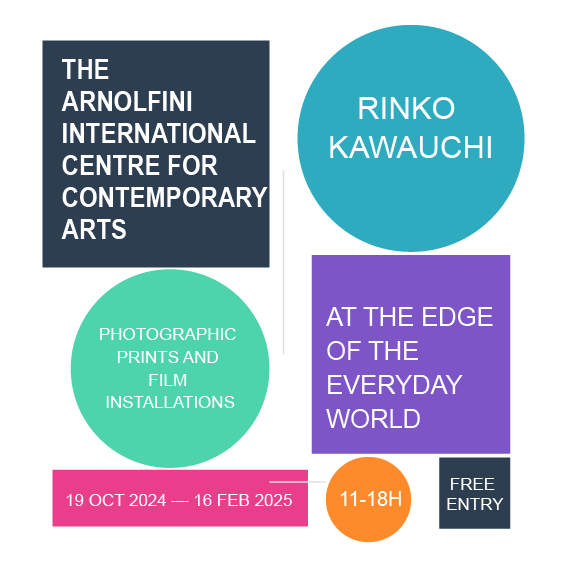 THE
ARNOLFINI
INTERNATIONAL
CENTRE FOR
CONTEMPORARY
ARTS
RINKO
KAWAUCHI
PHOTOGRAPHIC
PRINTS AND
FILM
INSTALLATIONS
AT THE EDGE
OF THE
EVERYDAY
WORLD
19 OCT 2024 — 16 FEB 2025
11-18H
FREE
ENTRY